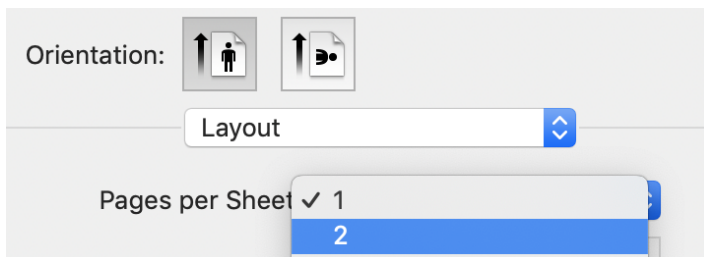 Orientation:
Layout
Pages per Sheet ✓ 1
2